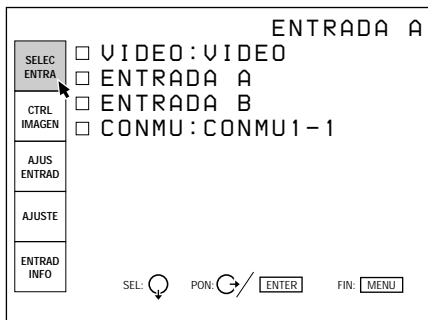 ENTRADA A
SELEC
ENTRA
CTRL
IMAGEN
AJUS
ENTRAD
AJUSTE
ENTRAD
INFO
VIDEO:VIDEO
ENTRADA A
ENTRADA B
CONMU:CONMU1-1
SEL: PON: / ENTER FIN: MENU